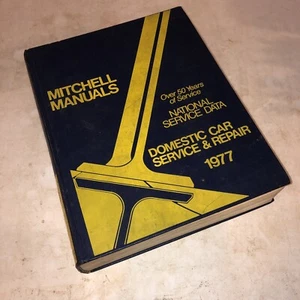 MITCHELL
MANUALS
Over 50 Years
of Service
NATIONAL
SERVICE DATA
DOMESTIC CAR
SERVICE & REPAIR
1977